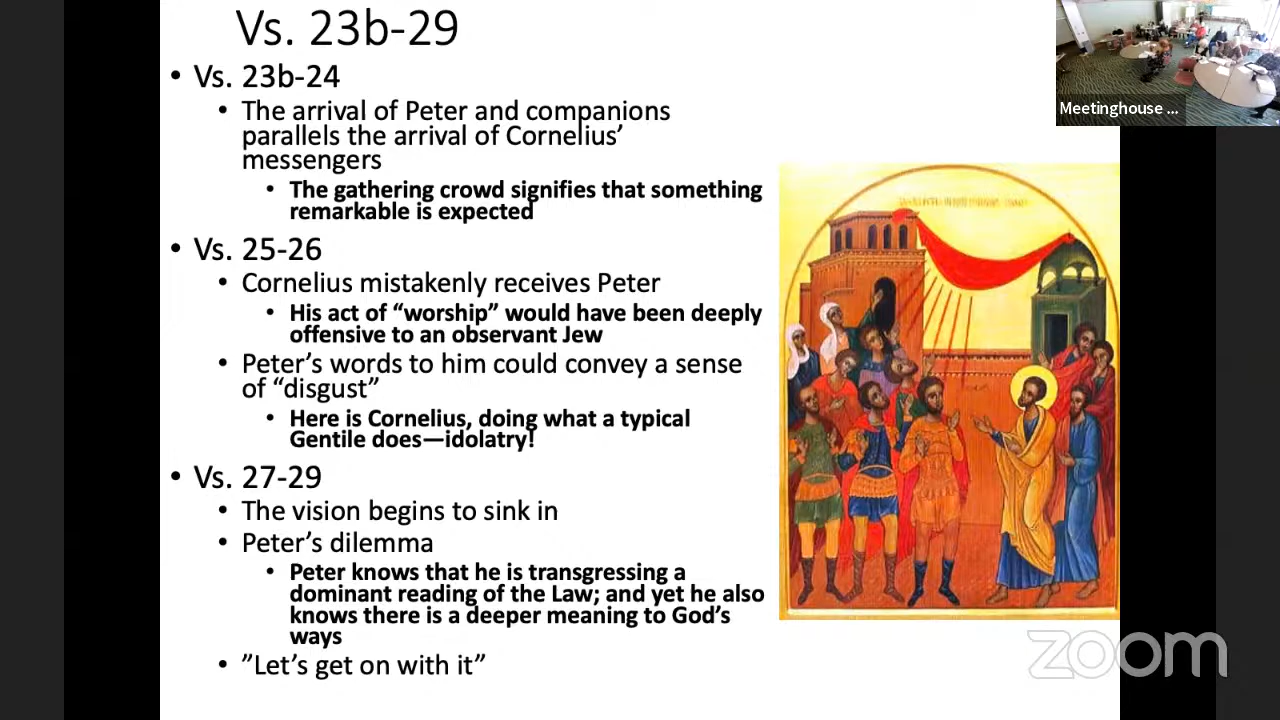 Vs. 23b-29
• Vs. 23b-24
• The arrival of Peter and companions
parallels the arrival of Cornelius’
messengers
• The gathering crowd signifies that something
remarkable is expected
• Vs. 25-26
• Cornelius mistakenly receives Peter
• His act of “worship” would have been deeply
offensive to an observant Jew
• Peter’s words to him could convey a sense
of “disgust”
• Here is Cornelius, doing what a typical
Gentile does—idolatry!
• Vs. 27-29
• The vision begins to sink in
• Peter’s dilemma
• Peter knows that he is transgressing a
dominant reading of the Law; and yet he also
knows there is a deeper meaning to God’s
ways
• ”Let’s get on with it”
Meetinghouse ...
zoom